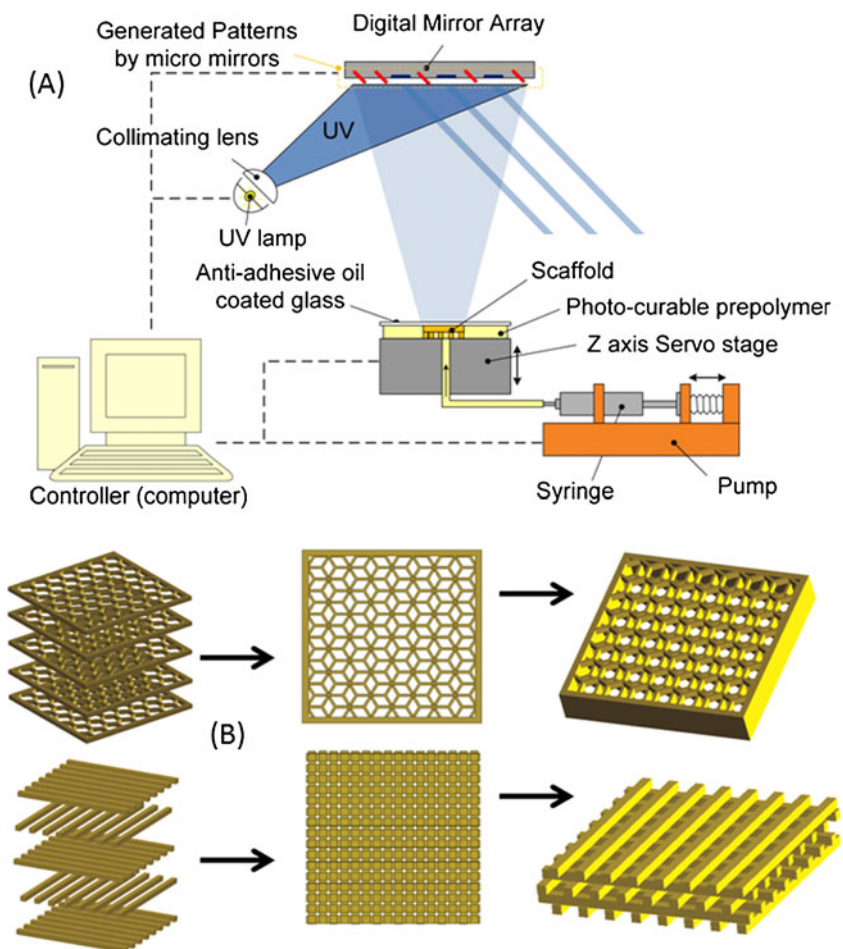 (A)
Generated Patterns
by micro mirrors
Digital Mirror Array
UV
Collimating lens
UV lamp
Anti-adhesive oil
coated glass
Scaffold
Photo-curable prepolymer
Z axis Servo stage
Controller (computer)
Syringe
Pump
(B)